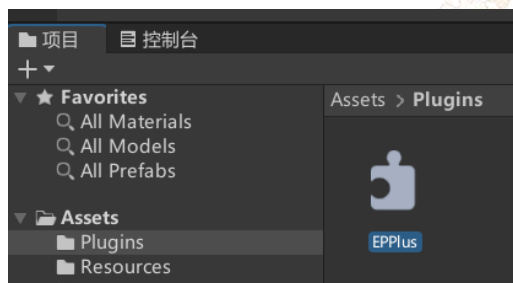 项目 控制台
Favorites
All Materials
All Models
All Prefabs
Assets
Plugins
Resources
Assets > Plugins
EPPlus